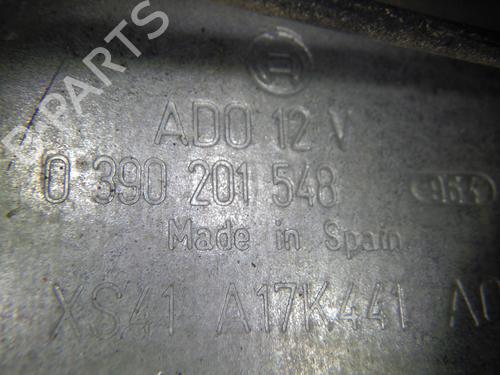 B-PARTS
ADO 12 V
0 390 201 548
Made in Spain
XS41 A17K441